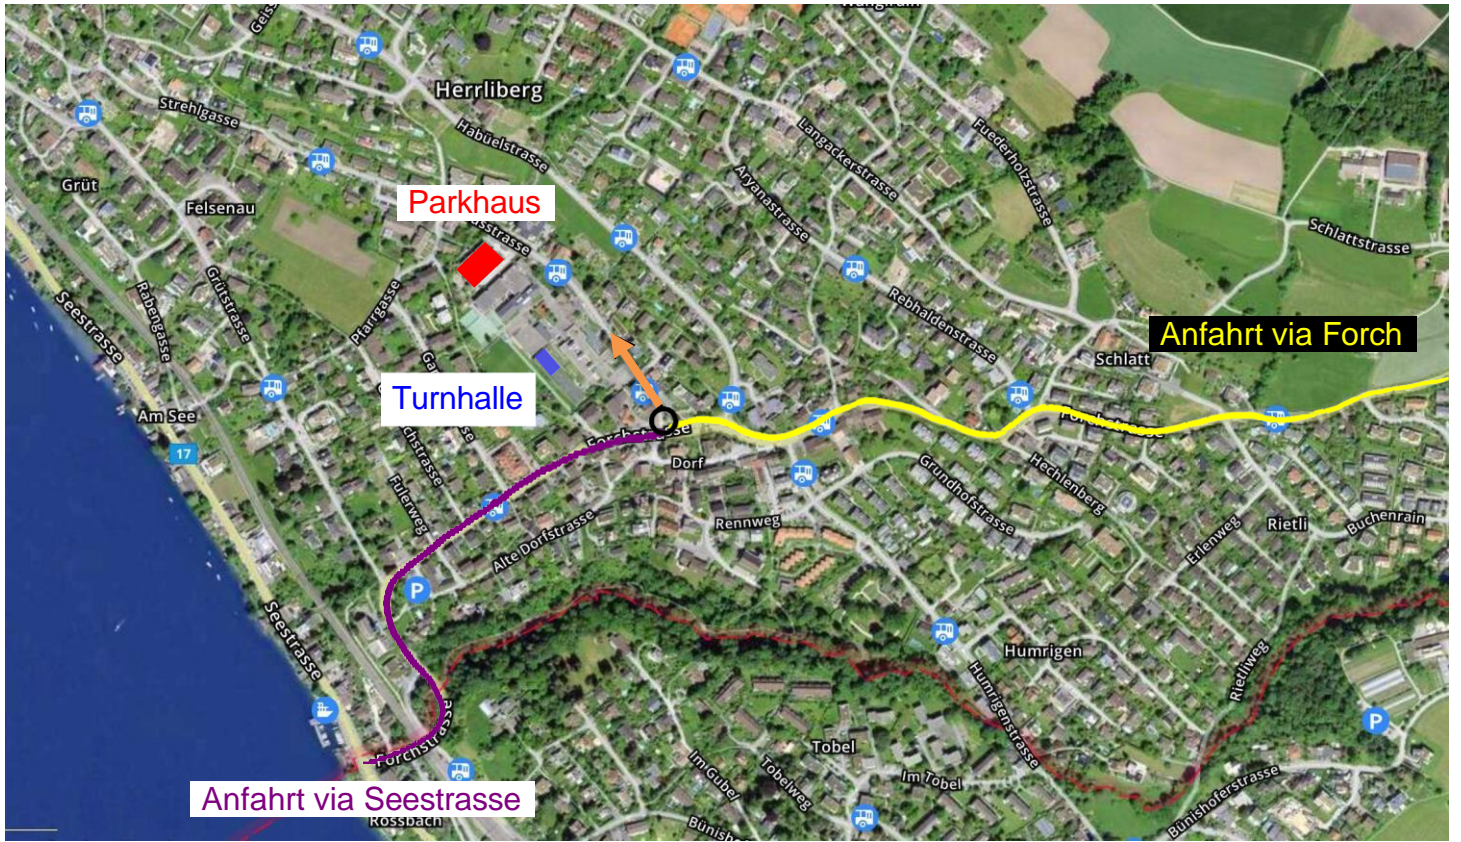 Wängirain
Herrliberg
Strehlgasse
Habüelstrasse
Langackerstrasse
Fuederholzstrasse
Aryanastrasse
Grüt
Felsenau
Parkhaus
Schlattstrasse
Seestrasse
Rabengasse
Grütstrasse
Pfarrgasse
Rebhaldenstrasse
Anfahrt via Forch
Schlatt
Turnhalle
Am See
17
Forchstrasse
Forchstrasse
Dorf
Fulerweg
Hechlenberg
Grundhofstrasse
Rennweg
Alte Dorfstrasse
Erlenweg
Rietli
Buchenrain
P
Seestrasse
Humrigen
Rietliweg
Humrigenstrasse
P
Forchstrasse
Tobel
Im Gubel
Tobelweg
Im Tobel
Bünishoferstrasse
Anfahrt via Seestrasse
Rossbach